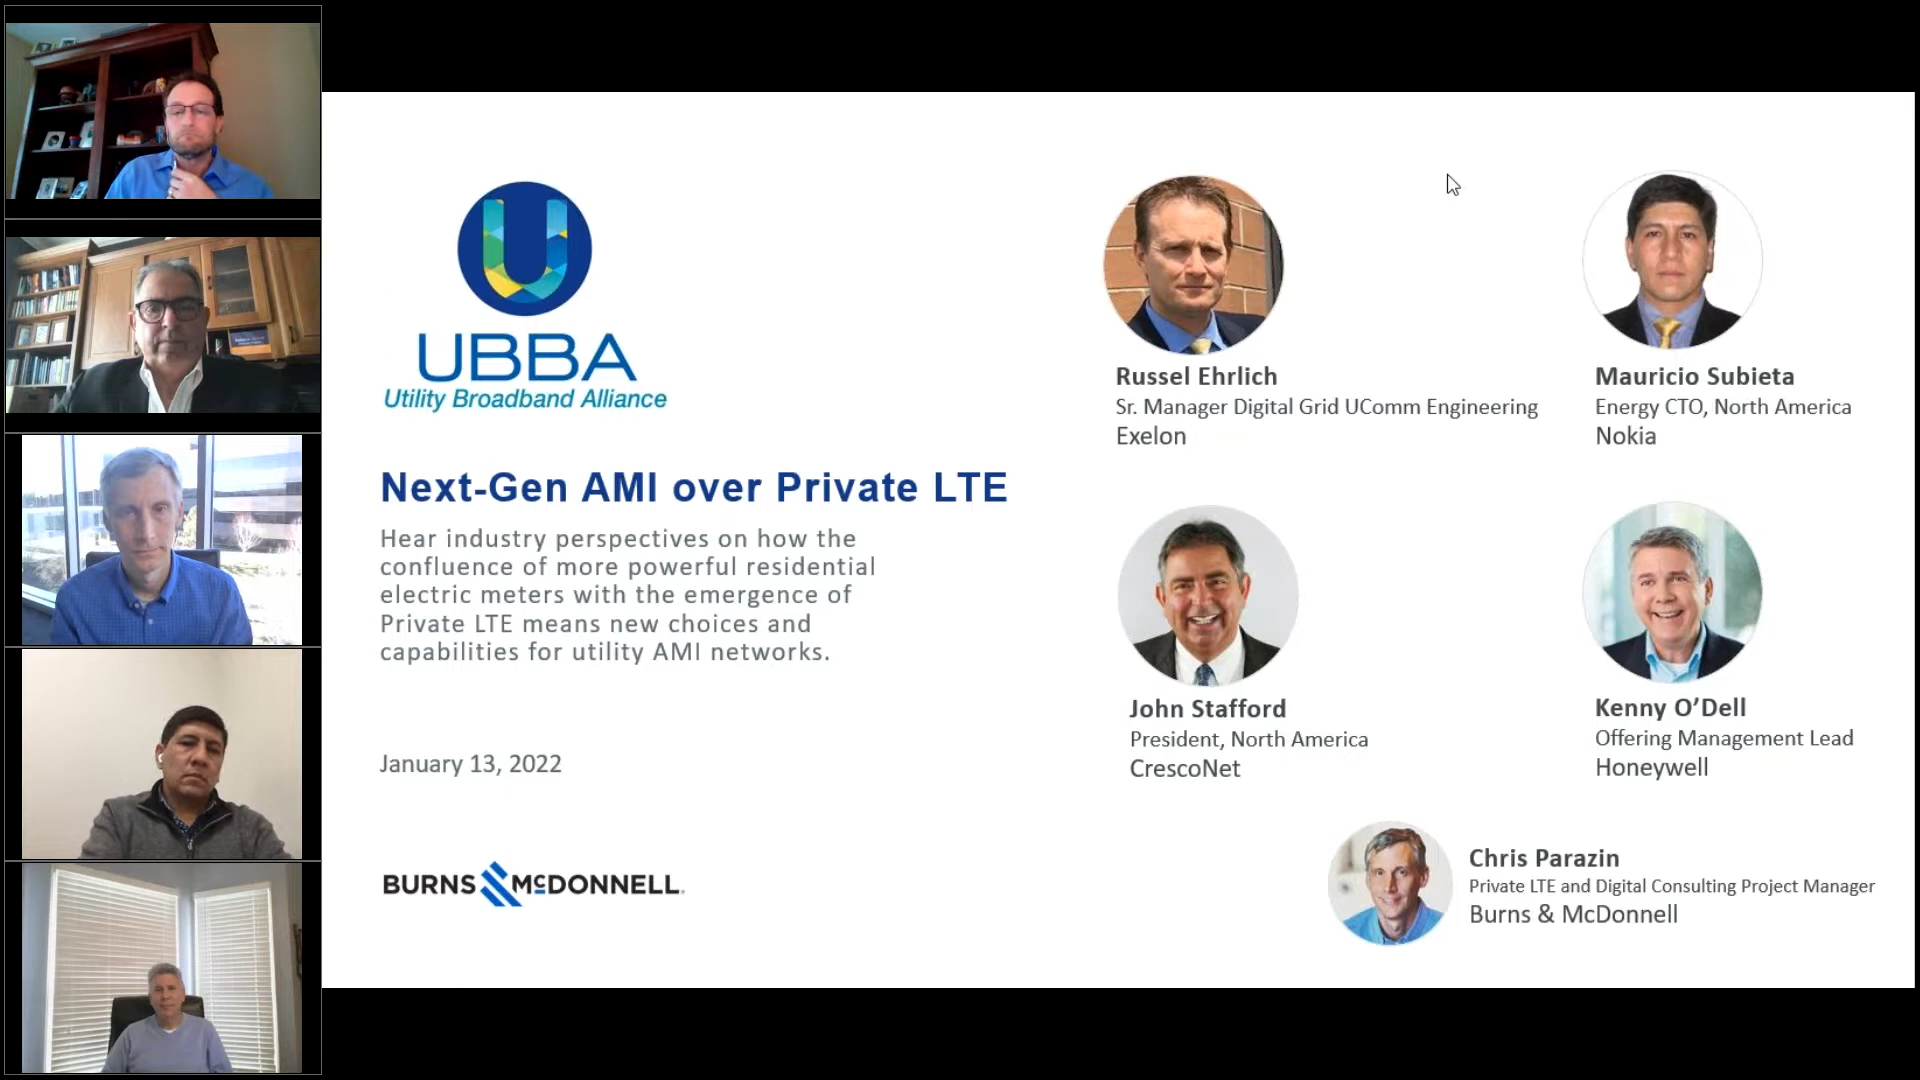 UBBA
Utility Broadband Alliance
Next-Gen AMI over Private LTE
Hear industry perspectives on how the
confluence of more powerful residential
electric meters with the emergence of
Private LTE means new choices and
capabilities for utility AMI networks.
January 13, 2022
BURNS McDONNELL.
Russel Ehrlich
Sr. Manager Digital Grid UComm Engineering
Exelon
Mauricio Subieta
Energy CTO, North America
Nokia
John Stafford
President, North America
CrescoNet
Kenny O’Dell
Offering Management Lead
Honeywell
Chris Parazin
Private LTE and Digital Consulting Project Manager
Burns & McDonnell